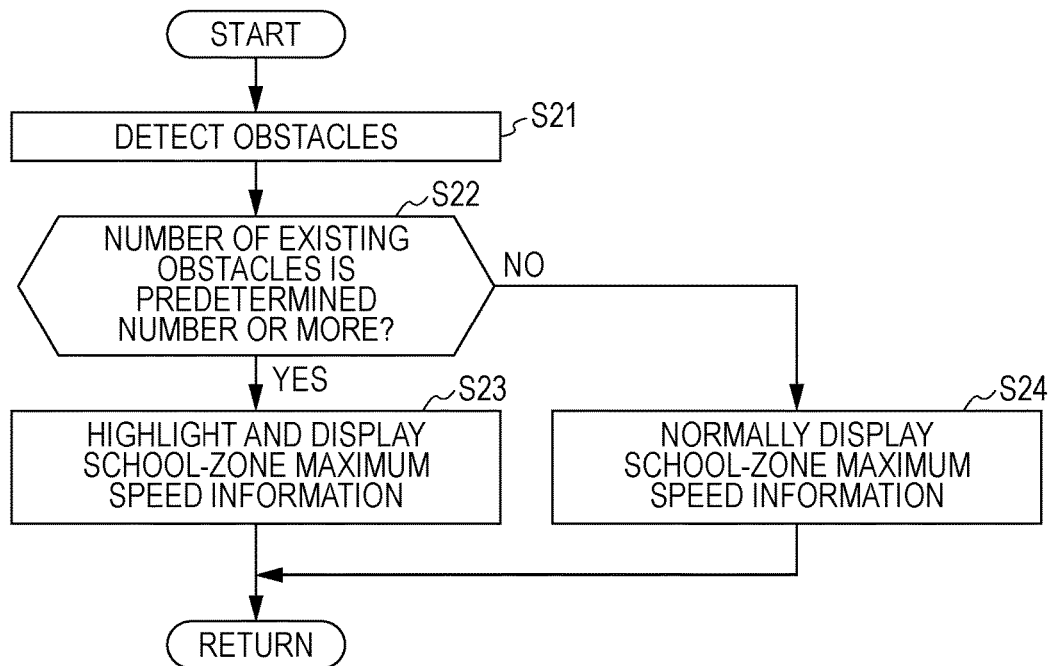 START
DETECT OBSTACLES
S21
S22
NUMBER OF EXISTING
OBSTACLES IS
PREDETERMINED
NUMBER OR MORE?
NO
YES
S23
HIGHLIGHT AND DISPLAY
SCHOOL-ZONE MAXIMUM
SPEED INFORMATION
S24
NORMALLY DISPLAY
SCHOOL-ZONE MAXIMUM
SPEED INFORMATION
RETURN